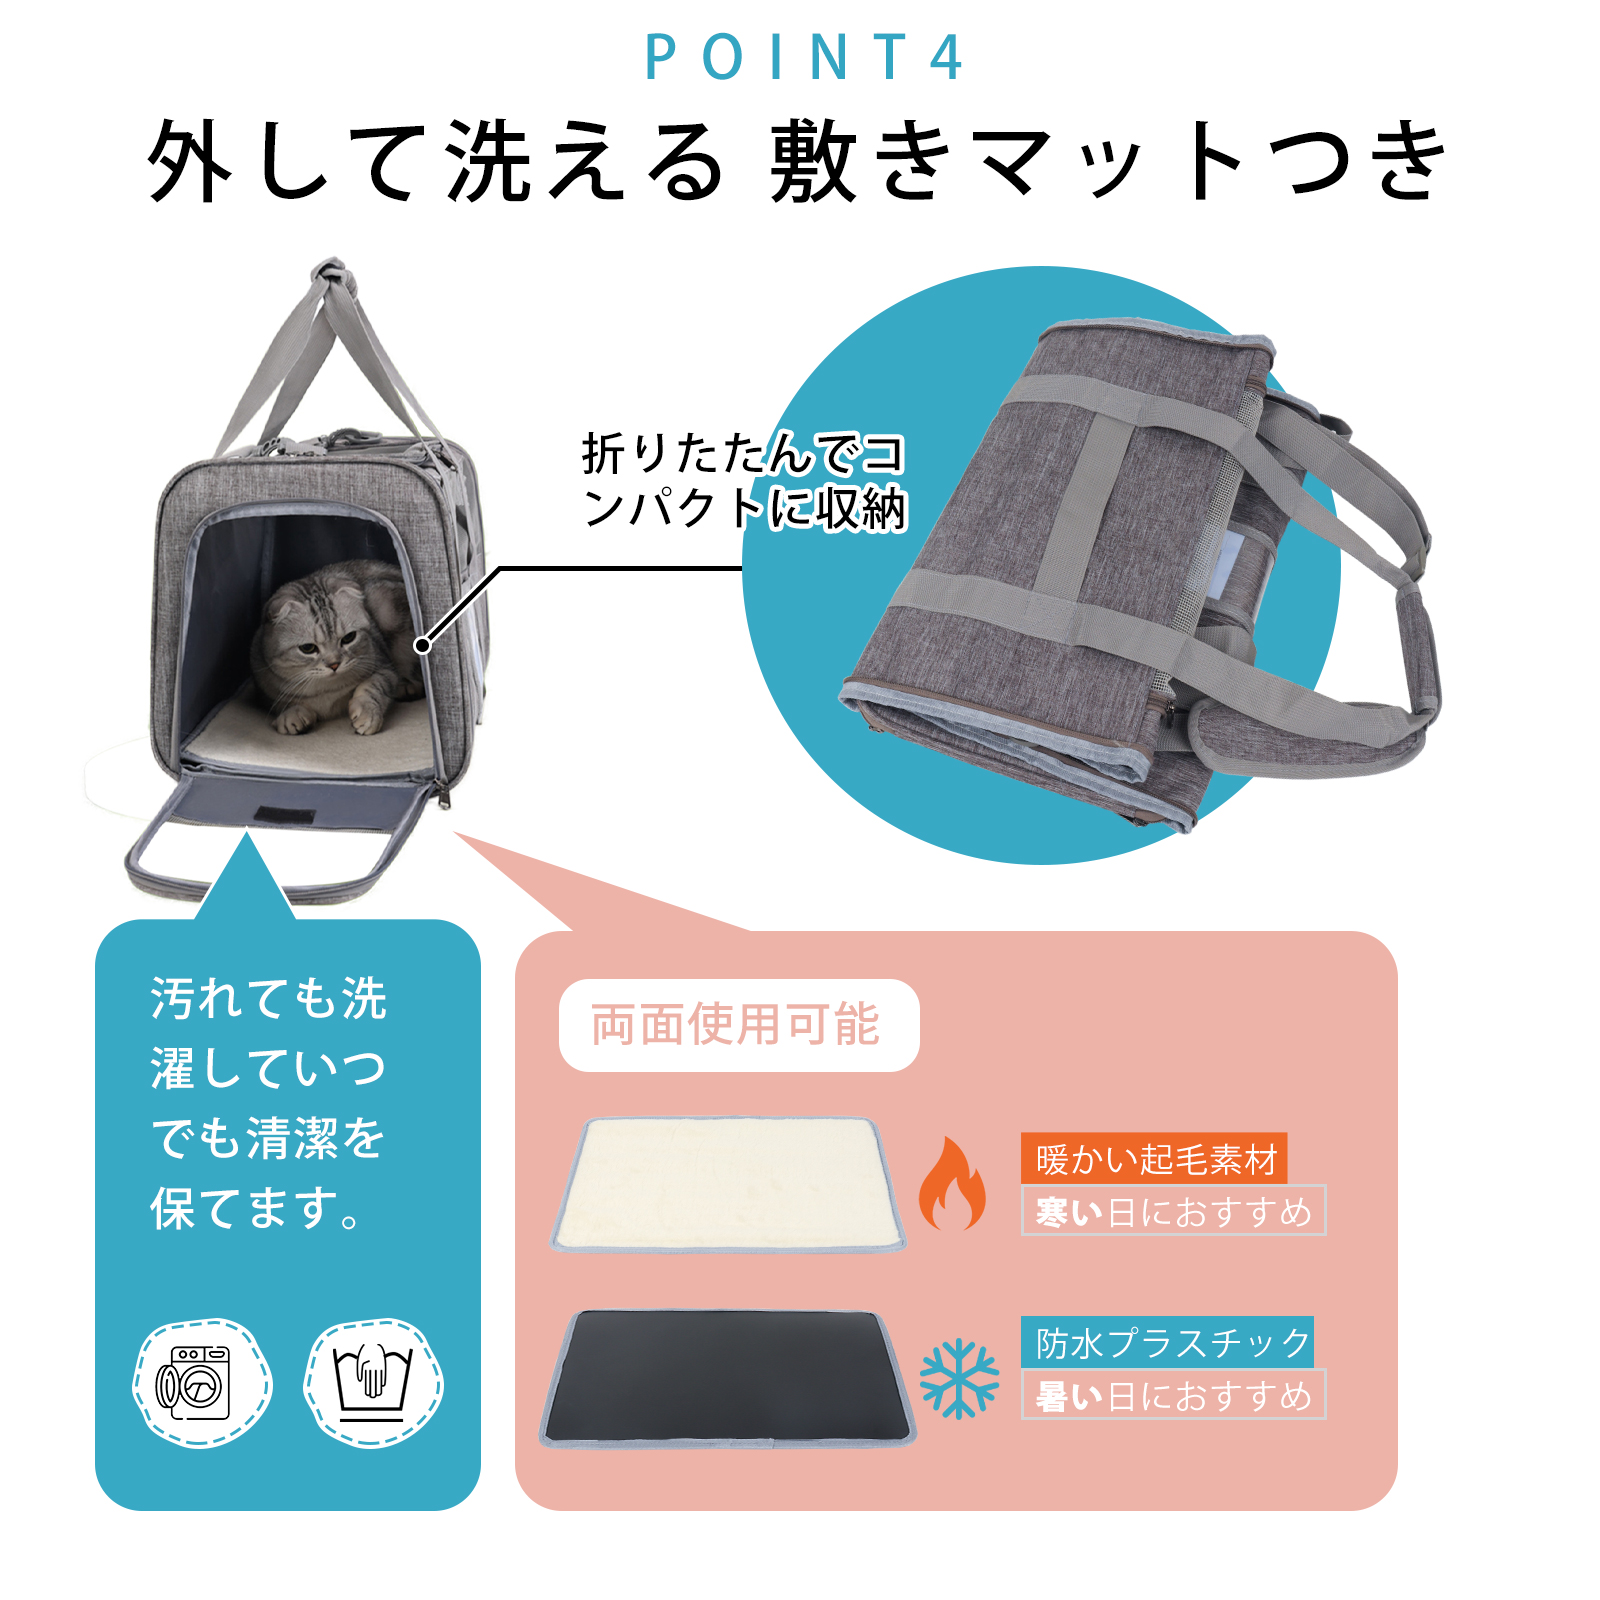 POINT4
外して洗える 敷きマットつき
折りたたんでコ
ンパクトに収納
汚れても洗
濯していつ
でも清潔を
保てます。
両面使用可能
暖かい起毛素材
寒い日におすすめ
防水プラスチック
暑い日におすすめ